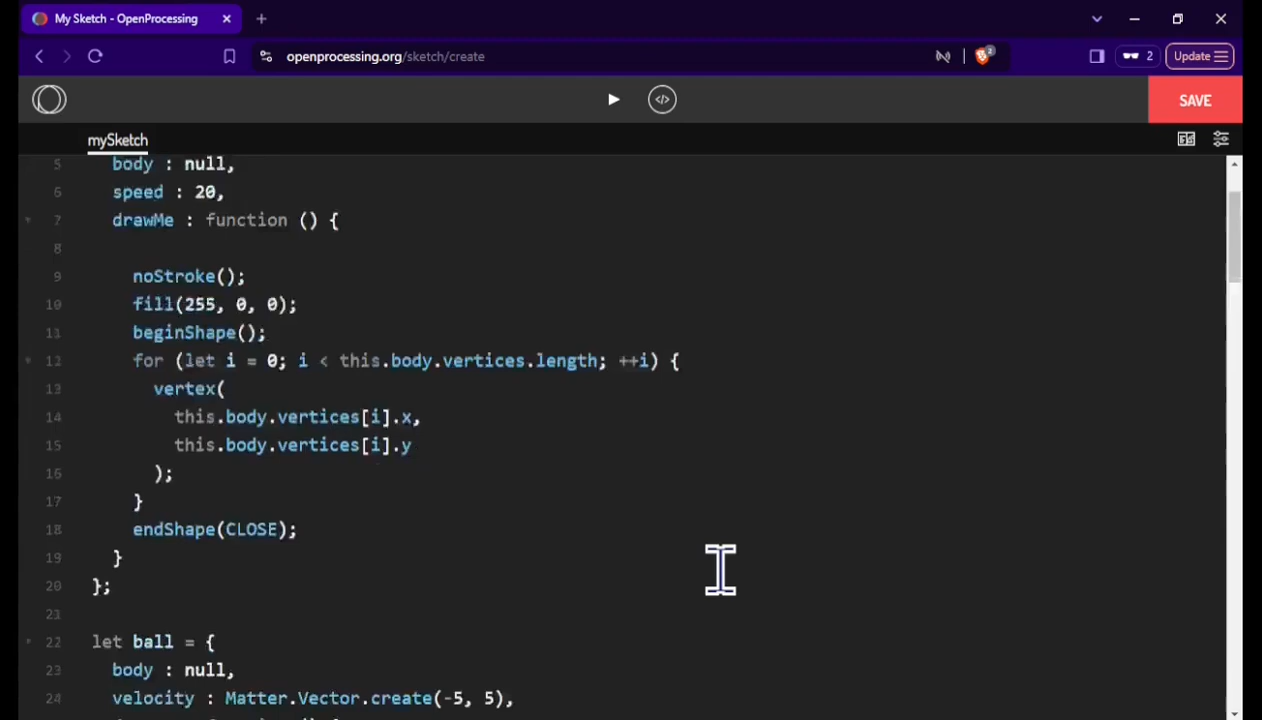 My Sketch - OpenProcessing
openprocessing.org/sketch/create
2
2
Update
SAVE
mySketch
5 body : null,
6 speed : 20,
7 drawMe : function () {
8
9 noStroke();
10 fill(255, 0, 0);
11 beginShape();
12 for (let i = 0; i < this.body.vertices.length; ++i) {
13 vertex(
14 this.body.vertices[i].x,
15 this.body.vertices[i].y
16 );
17 }
18 endShape(CLOSE);
19 }
20 };
21
22 let ball = {
23 body : null,
24 velocity : Matter.Vector.create(-5, 5),